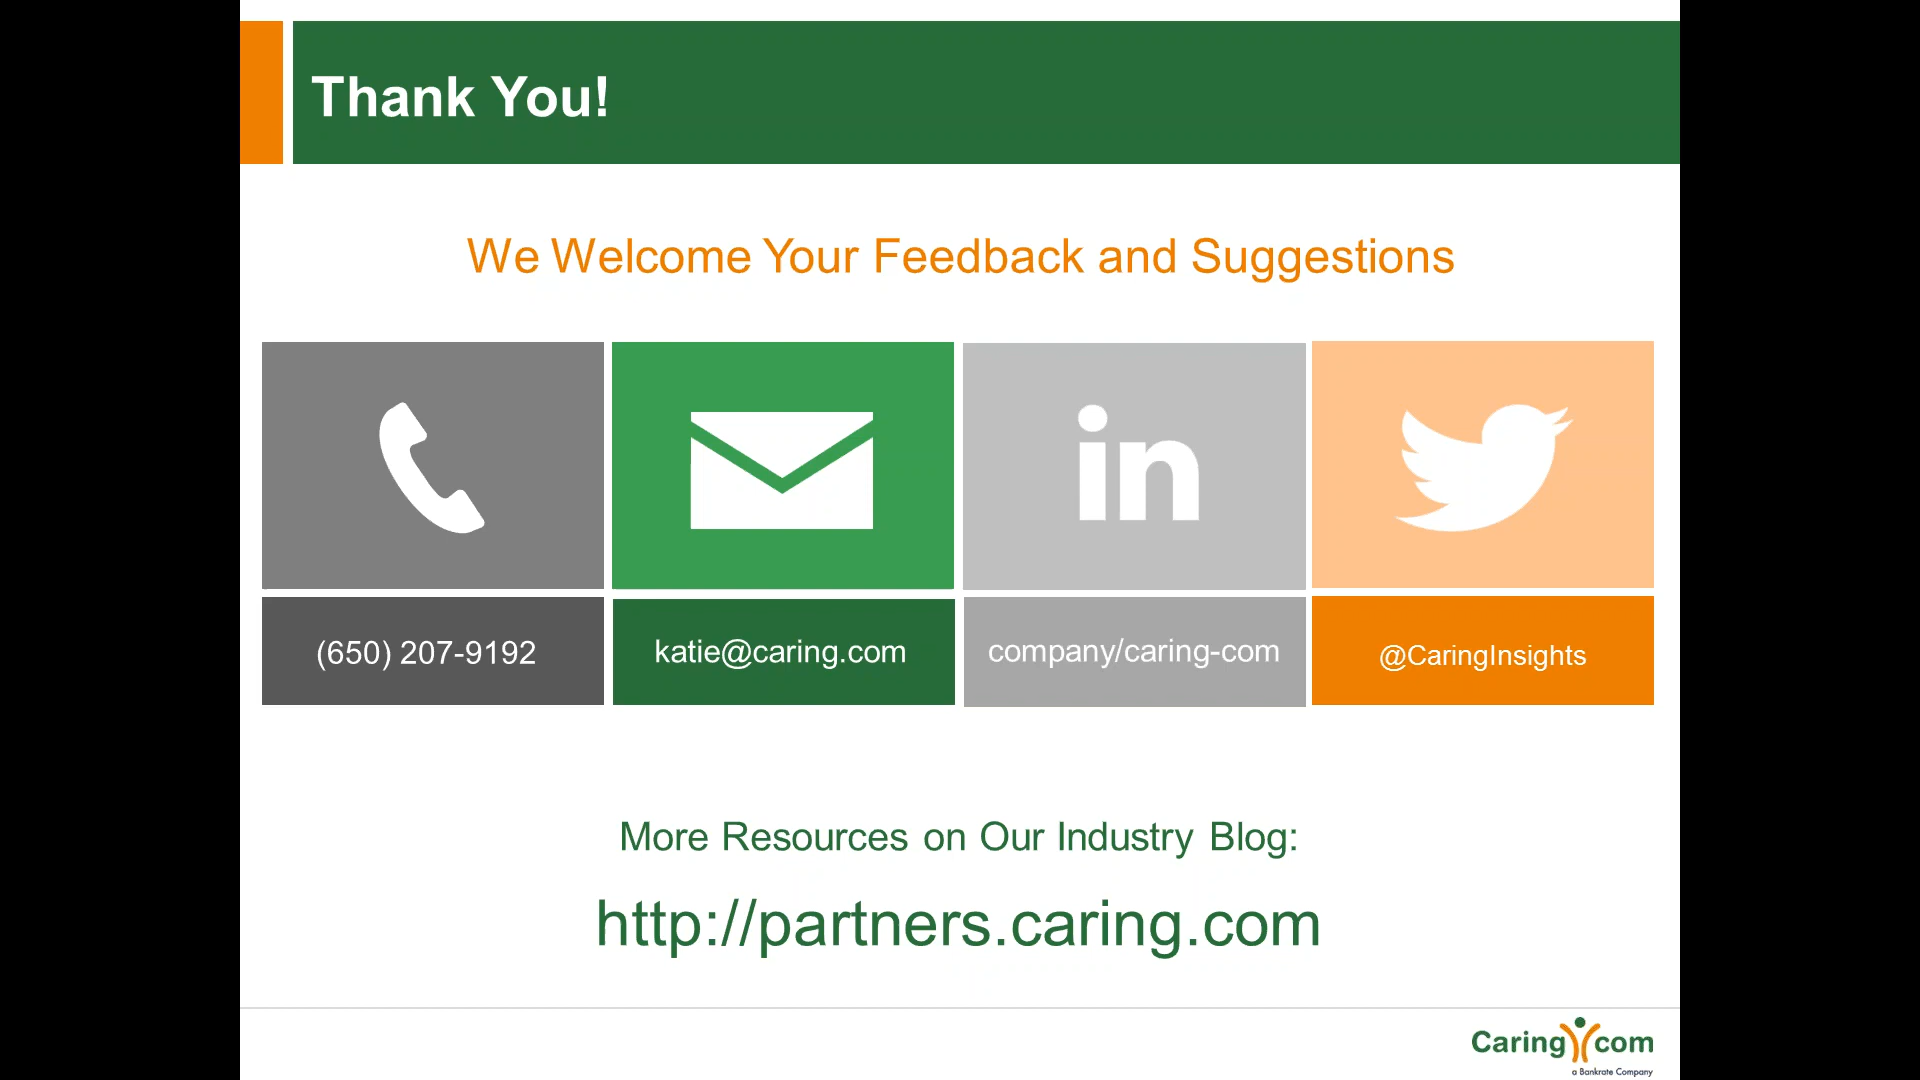 Thank You!
We Welcome Your Feedback and Suggestions
in
(650) 207-9192
katie@caring.com
company/caring-com
@CaringInsights
More Resources on Our Industry Blog:
http://partners.caring.com
Caring com
a Bankrate Company